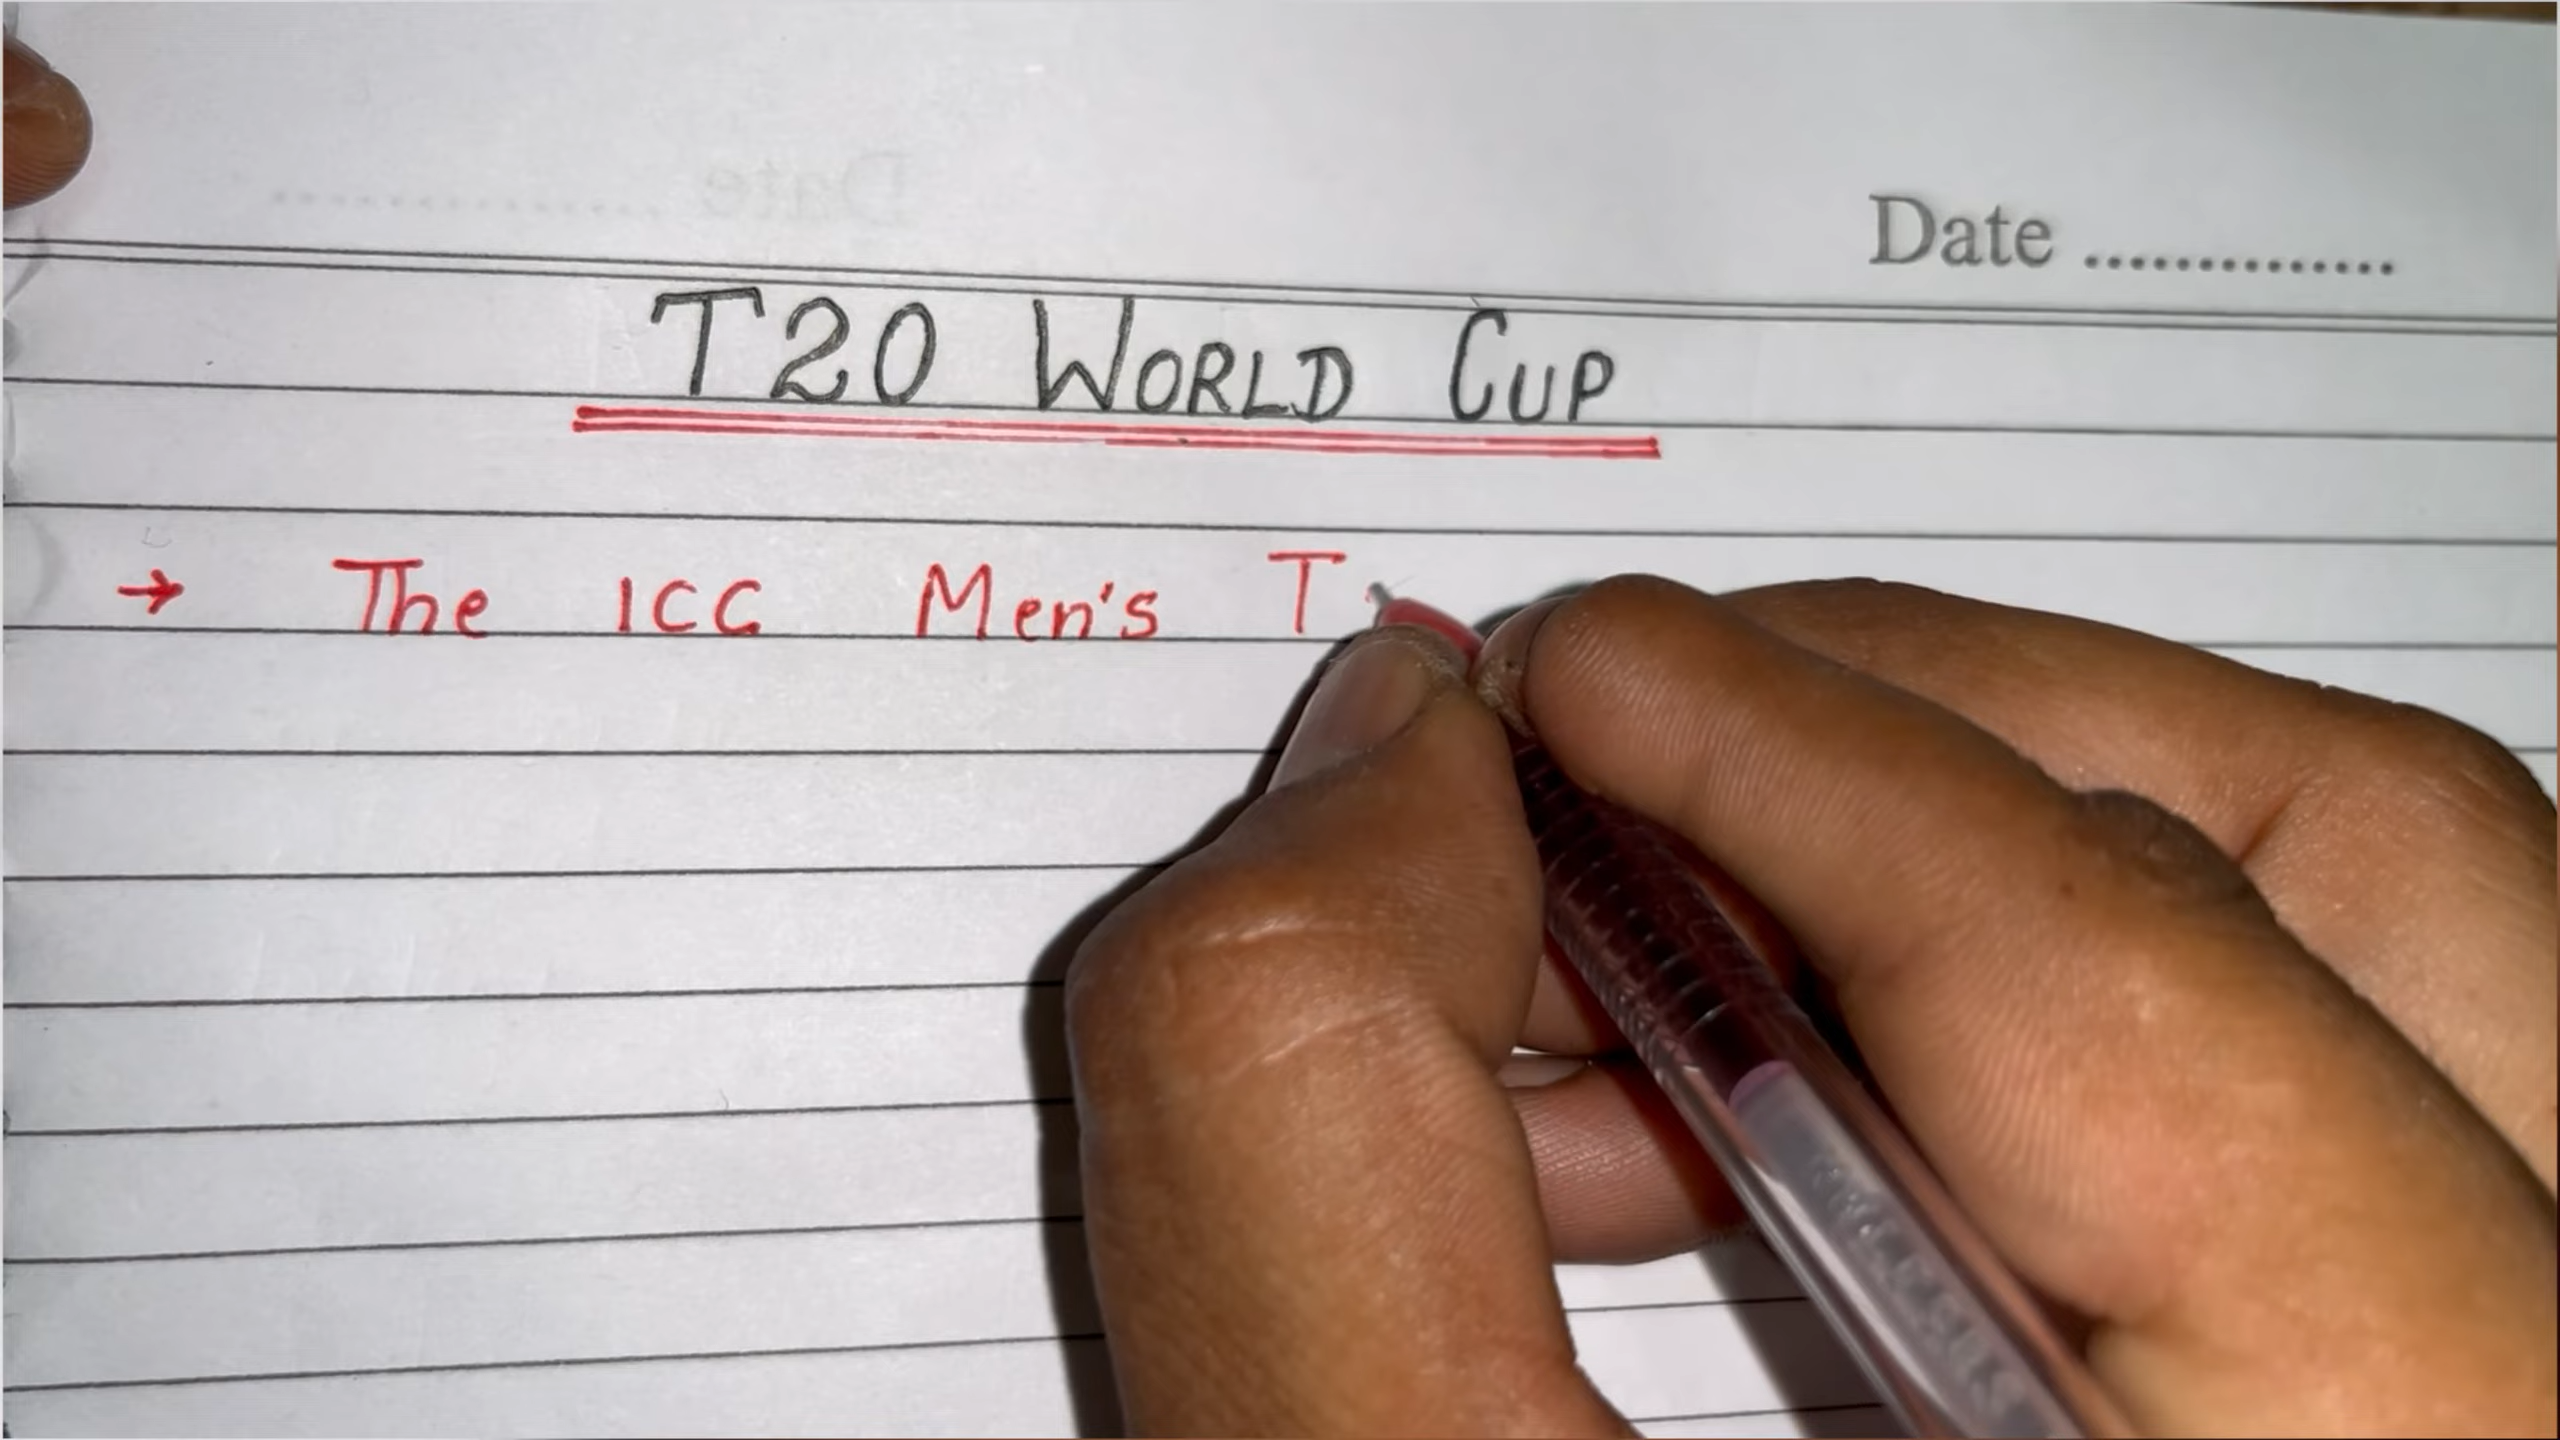 Date ..............
T20 WORLD CUP
→ The ICC Men's T